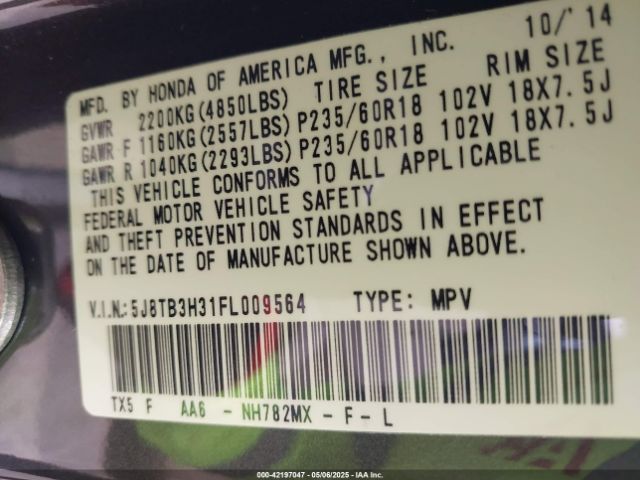 MFD. BY HONDA OF AMERICA MFG., INC. 10/'14
GVWR 2200KG(4850LBS) TIRE SIZE RIM SIZE
GAWR F 1160KG(2557LBS) P235/60R18 102V 18X7.5J
GAWR R 1040KG(2293LBS) P235/60R18 102V 18X7.5J
THIS VEHICLE CONFORMS TO ALL APPLICABLE
FEDERAL MOTOR VEHICLE SAFETY
AND THEFT PREVENTION STANDARDS IN EFFECT
ON THE DATE OF MANUFACTURE SHOWN ABOVE.
V.I.N.: 5J8TB3H31FL009564 TYPE: MPV
TX5 F AA6 - NH782MX - F - L
000-42197047 - 05/06/2025 - IAA Inc.